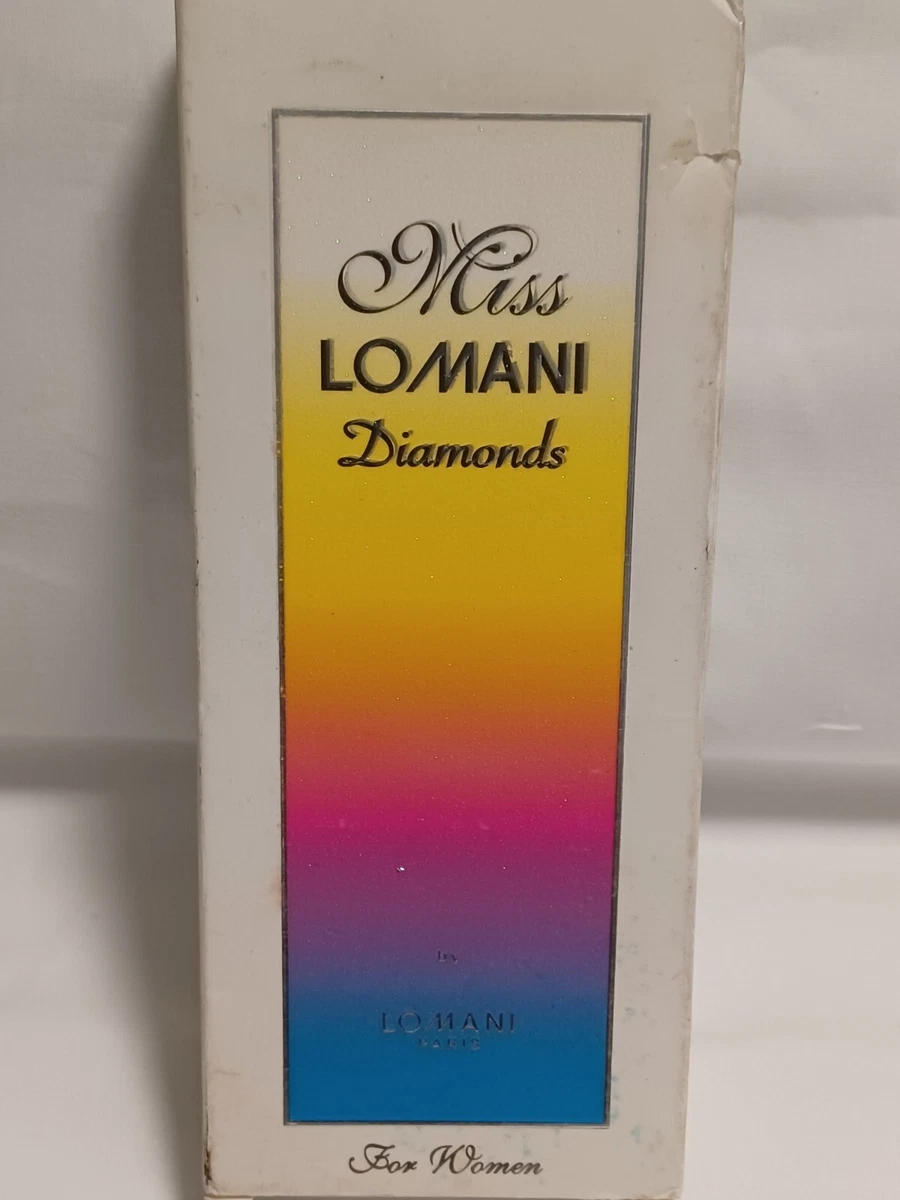 Miss
LOMANI
Diamonds
by
LOMANI
PARIS
For Women